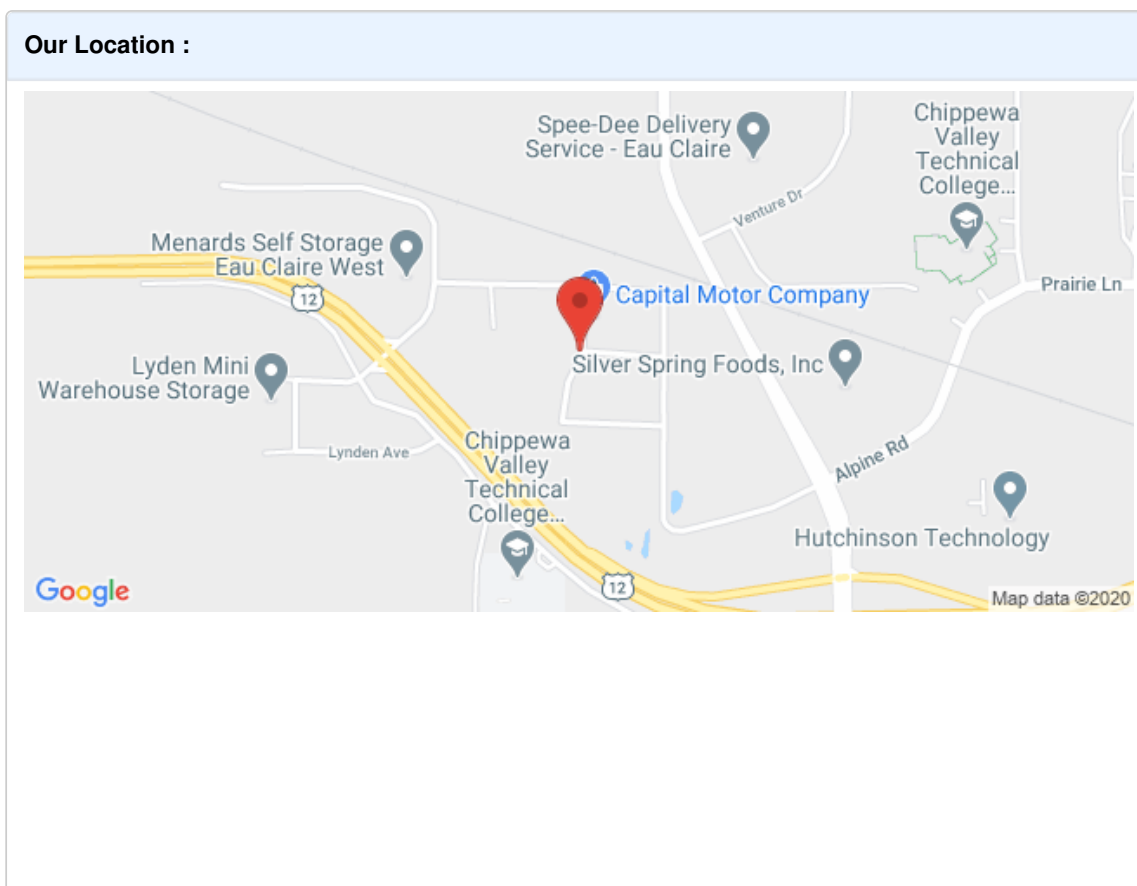 Our Location :
Spee-Dee Delivery
Service - Eau Claire
Chippewa
Valley
Technical
College...
Venture Dr
Menards Self Storage
Eau Claire West
12
Capital Motor Company
Prairie Ln
Lyden Mini
Warehouse Storage
Silver Spring Foods, Inc
Lynden Ave
Chippewa
Valley
Technical
College...
Alpine Rd
Hutchinson Technology
12
Google
Map data ©2020